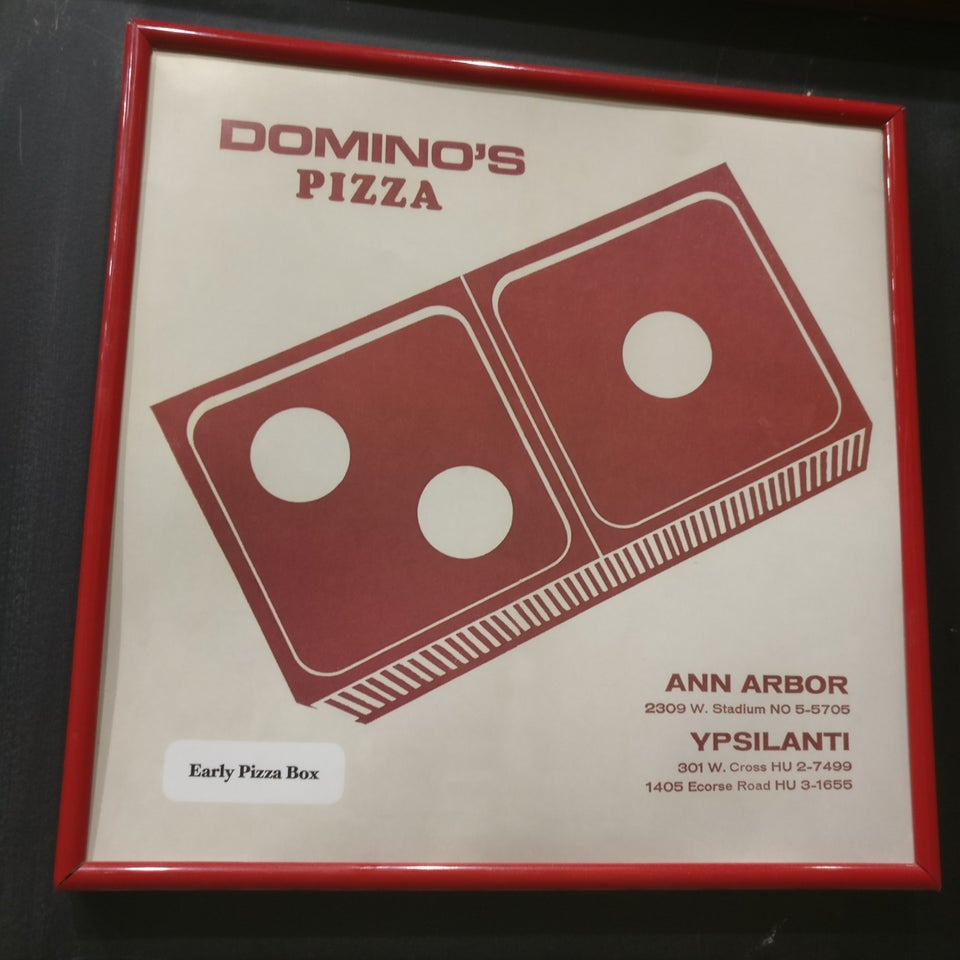 DOMINO'S
PIZZA
ANN ARBOR
2309 W. Stadium NO 5-5705
YPSILANTI
301 W. Cross HU 2-7499
1405 Ecorse Road HU 3-1655
Early Pizza Box